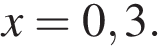 x = 0,3.